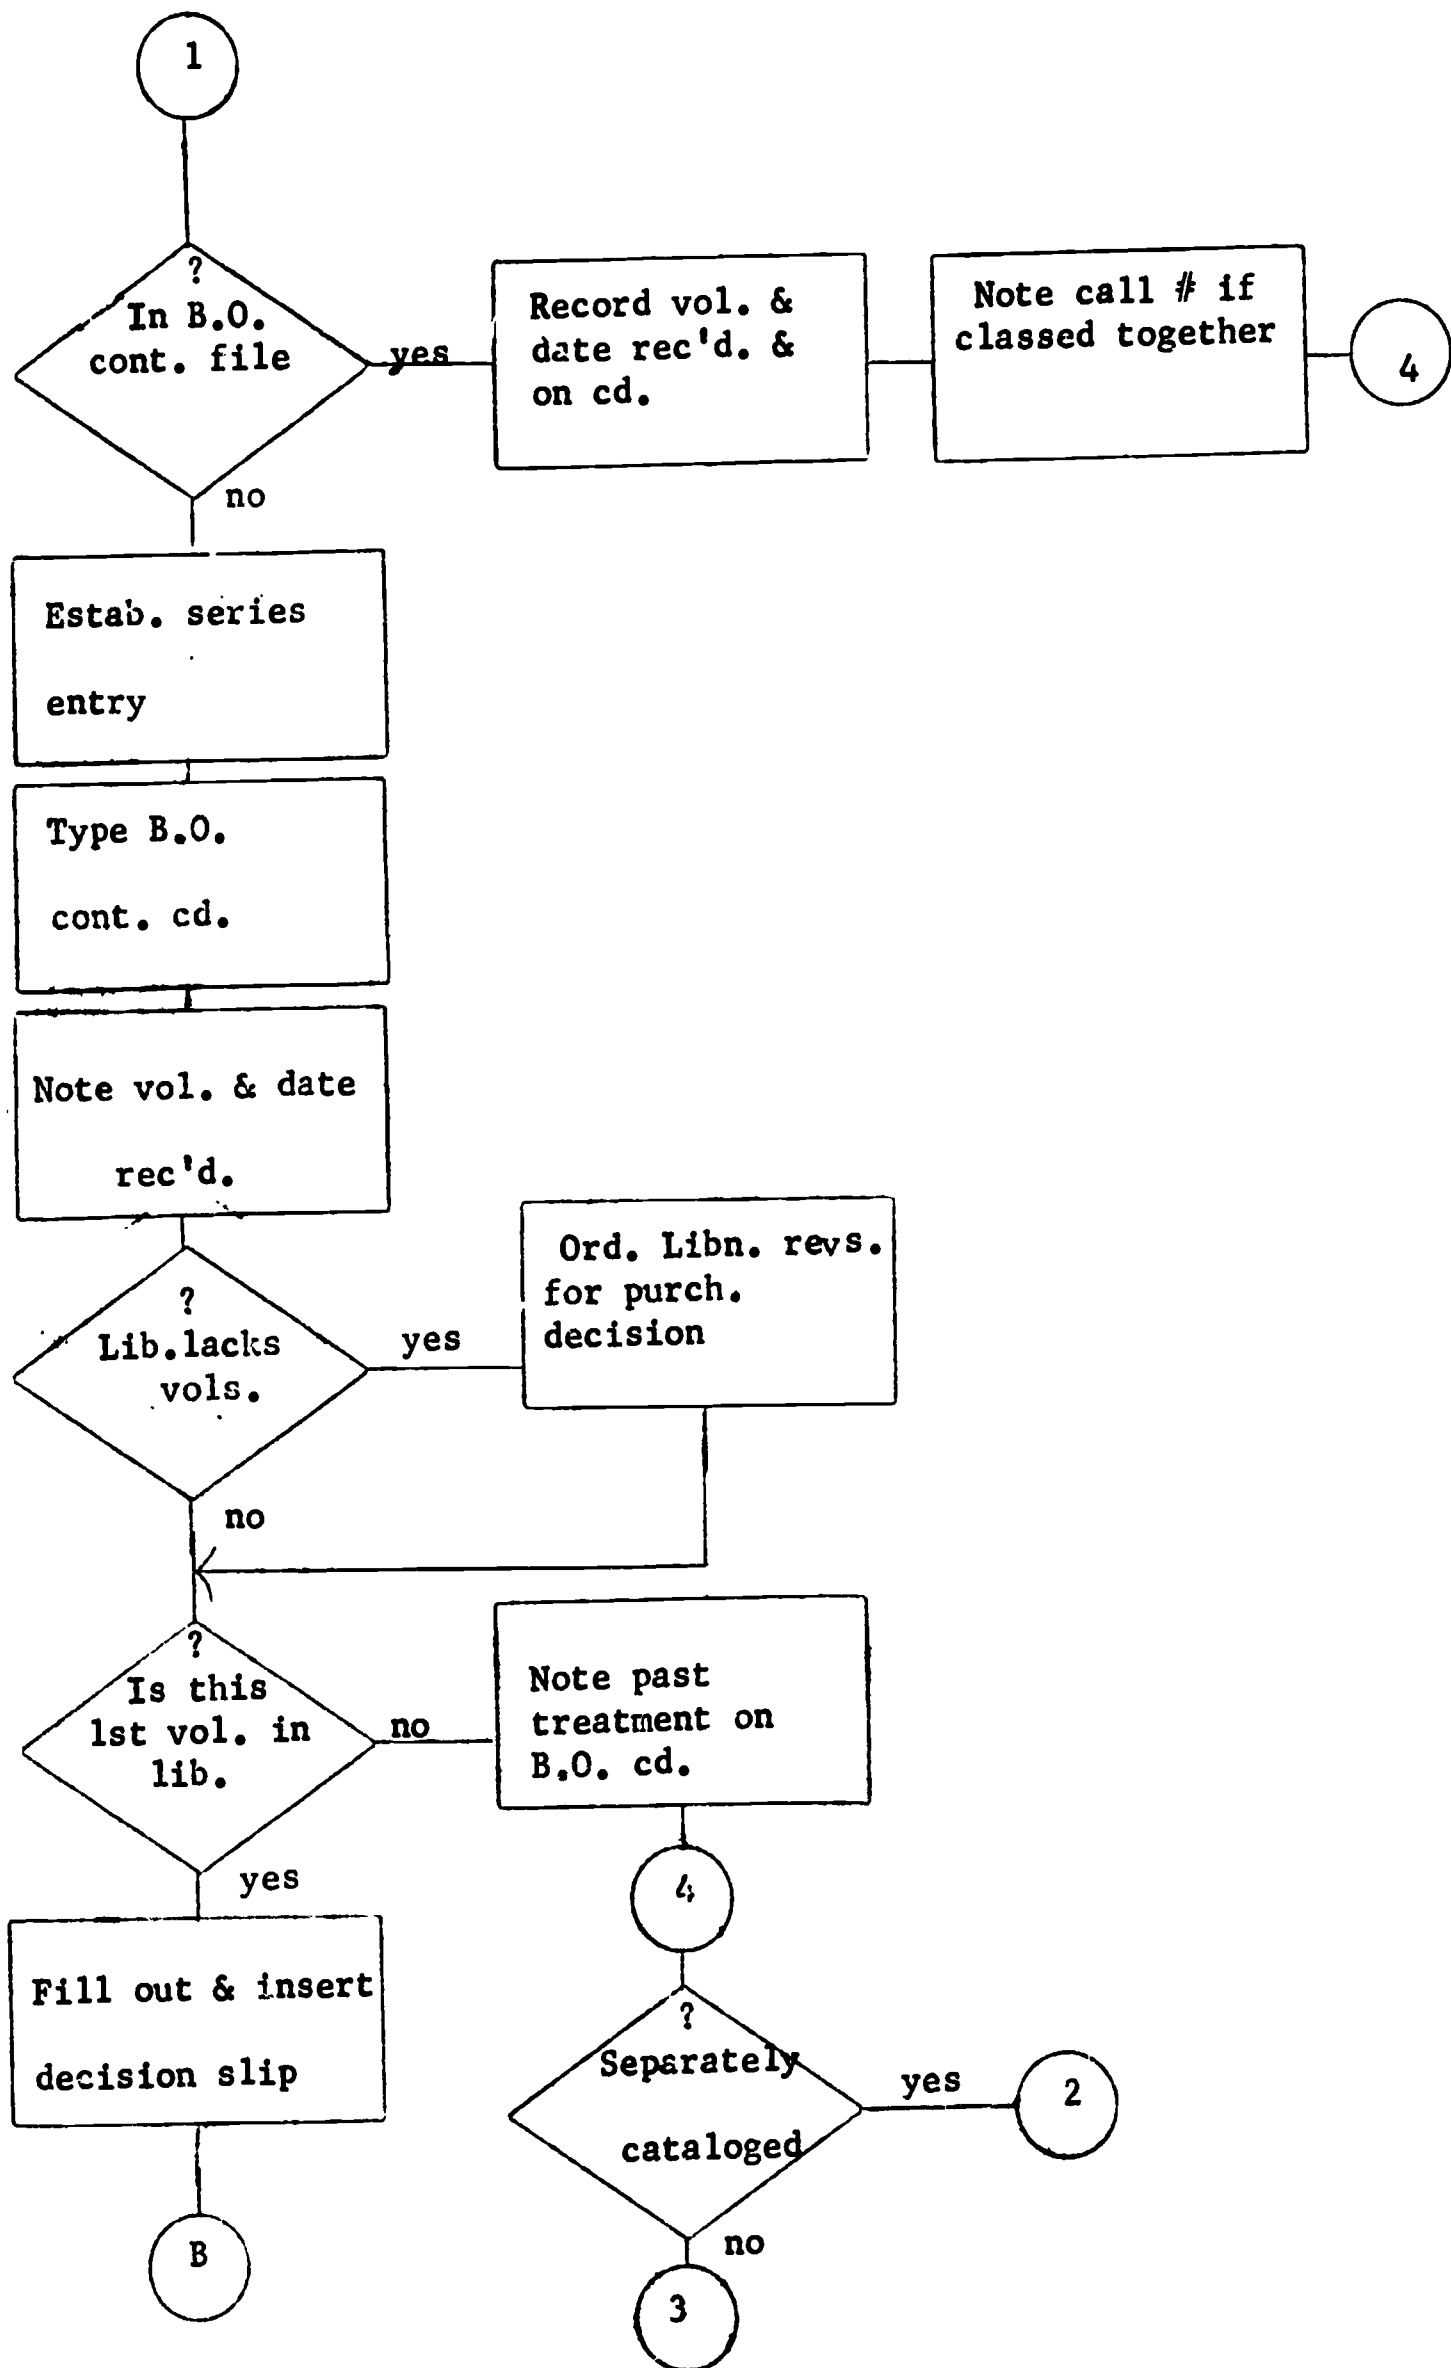 1
?
In B.O.
cont. file
yes
Record vol. &
date rec'd. &
on cd.
Note call # if
classed together
4
no
Estab. series
entry
Type B.O.
cont. cd.
Note vol. & date
rec'd.
?
Lib.lacks
vols.
yes
Ord. Libn. revs.
for purch.
decision
no
?
Is this
1st vol. in
lib.
no
Note past
treatment on
B.O. cd.
yes
4
Fill out & insert
decision slip
?
Separately
cataloged
yes
2
no
B
3